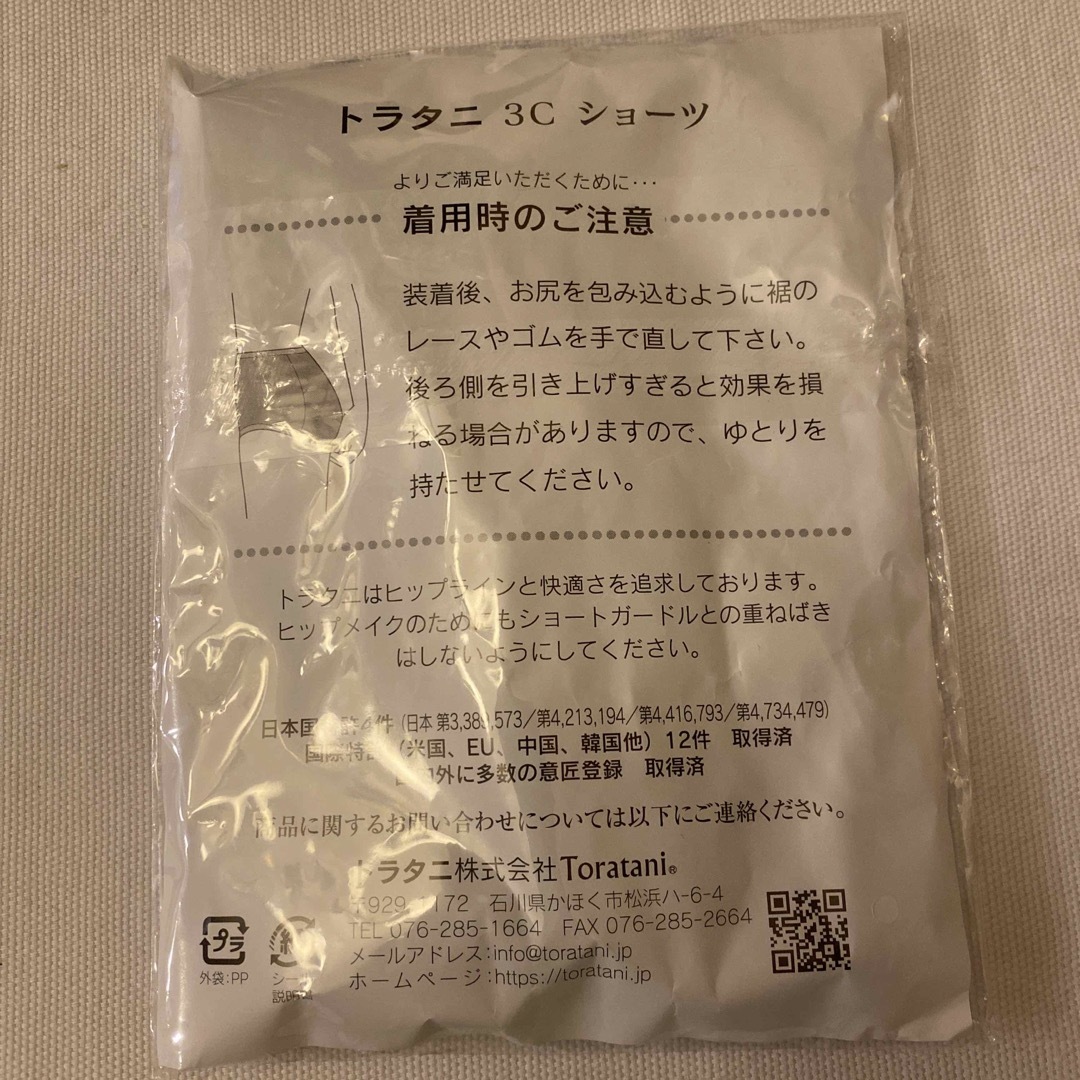 トラタニ 3C ショーツ
よりご満足いただくために･･･
着用時のご注意
装着後、お尻を包み込むように裾の
レースやゴムを手で直して下さい。
後ろ側を引き上げすぎると効果を損
ねる場合がありますので、ゆとりを
持たせてください。
トラタニはヒップラインと快適さを追求しております。
ヒップメイクのためにもショートガードルとの重ねばき
はしないようにしてください。
日本国 許4件 (日本 第3,389,573/第4,213,194/第4,416,793/第4,734,479)
国際特許 (米国、EU、中国、韓国他) 12件 取得済
外に多数の意匠登録 取得済
商品に関するお問い合わせについては以下にご連絡ください。
トラタニ株式会社Toratani®
〒929-1172 石川県かほく市松浜ハ-6-4
TEL 076-285-1664 FAX 076-285-2664
メールアドレス:info@toratani.jp
ホームページ:https://toratani.jp
プラ
外袋:PP
紙
シー
説明